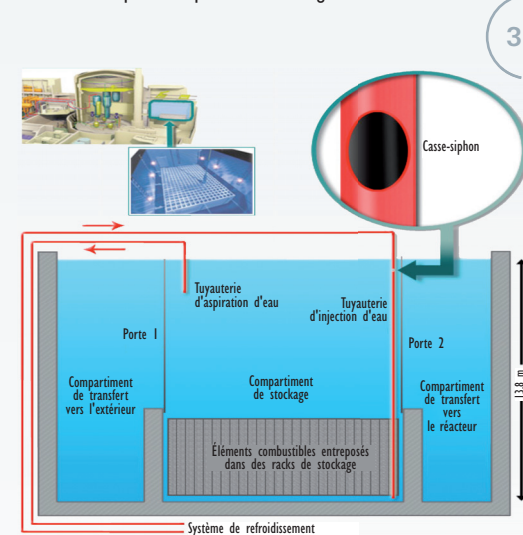 3
Casse-siphon
Tuyauterie
d'aspiration d'eau
Tuyauterie
d'injection d'eau
Porte 1
Porte 2
Compartiment
de transfert
vers l'extérieur
Compartiment
de stockage
Compartiment
de transfert
vers
le réacteur
13.8 m
Éléments combustibles entreposés
dans des racks de stockage
Système de refroidissement